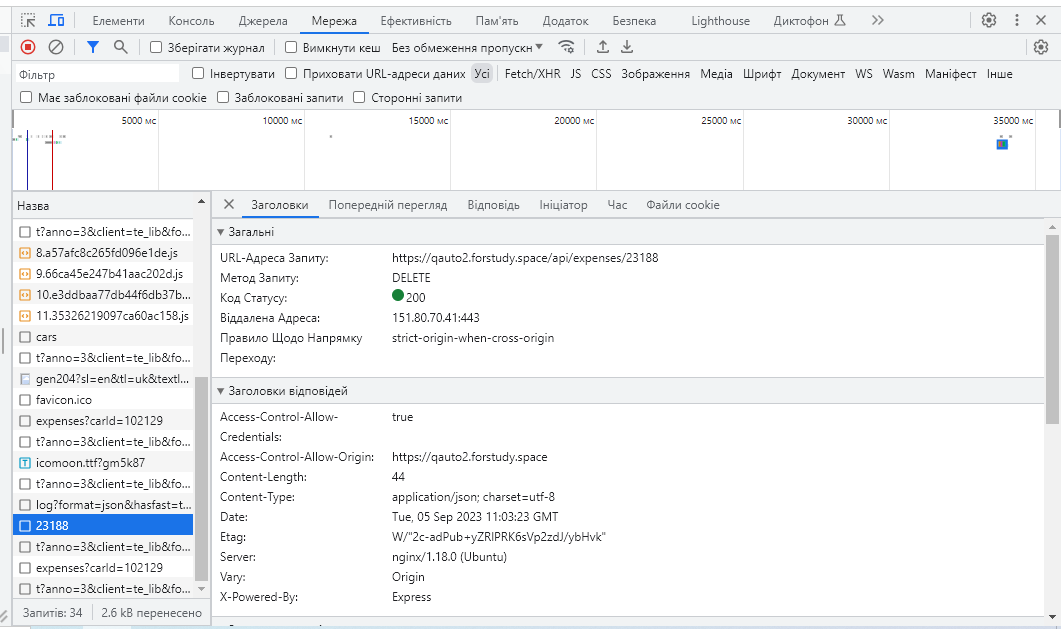 Елементи Консоль Джерела Мережа Ефективність Пам'ять Додаток Безпека Lighthouse Диктофон
Зберігати журнал Вимкнути кеш Без обмеження пропускн
Фільтр Інвертувати Приховати URL-адреси даних Усі Fetch/XHR JS CSS Зображення Медіа Шрифт Документ WS Wasm Маніфест Інше
Має заблоковані файли cookie Заблоковані запити Сторонні запити
5000 мс 10000 мс 15000 мс 20000 мс 25000 мс 30000 мс 35000 мс
Назва
t?anno=3&client=te_lib&fo...
8.a57afc8c265fd096e1de.js
9.66ca45e247b41aac202d.js
10.e3ddbaa77db44f6db37b...
11.35326219097ca60ac158.js
cars
t?anno=3&client=te_lib&fo...
gen204?sl=en&tl=uk&textl...
favicon.ico
expenses?carId=102129
t?anno=3&client=te_lib&fo...
icomoon.ttf?gm5k87
t?anno=3&client=te_lib&fo...
log?format=json&hasfast=t...
23188
t?anno=3&client=te_lib&fo...
expenses?carId=102129
t?anno=3&client=te_lib&fo...
Запитів: 34 2.6 kB перенесено
Заголовки Попередній перегляд Відповідь Ініціатор Час Файли cookie
Загальні
URL-Адреса Запиту: https://qauto2.forstudy.space/api/expenses/23188
Метод Запиту: DELETE
Код Статусу: 200
Віддалена Адреса: 151.80.70.41:443
Правило Щодо Напрямку strict-origin-when-cross-origin
Переходу:
Заголовки відповідей
Access-Control-Allow- true
Credentials:
Access-Control-Allow-Origin: https://qauto2.forstudy.space
Content-Length: 44
Content-Type: application/json; charset=utf-8
Date: Tue, 05 Sep 2023 11:03:23 GMT
Etag: W/"2c-adPub+yZRlPRK6sVp2zdJ/ybHvk"
Server: nginx/1.18.0 (Ubuntu)
Vary: Origin
X-Powered-By: Express